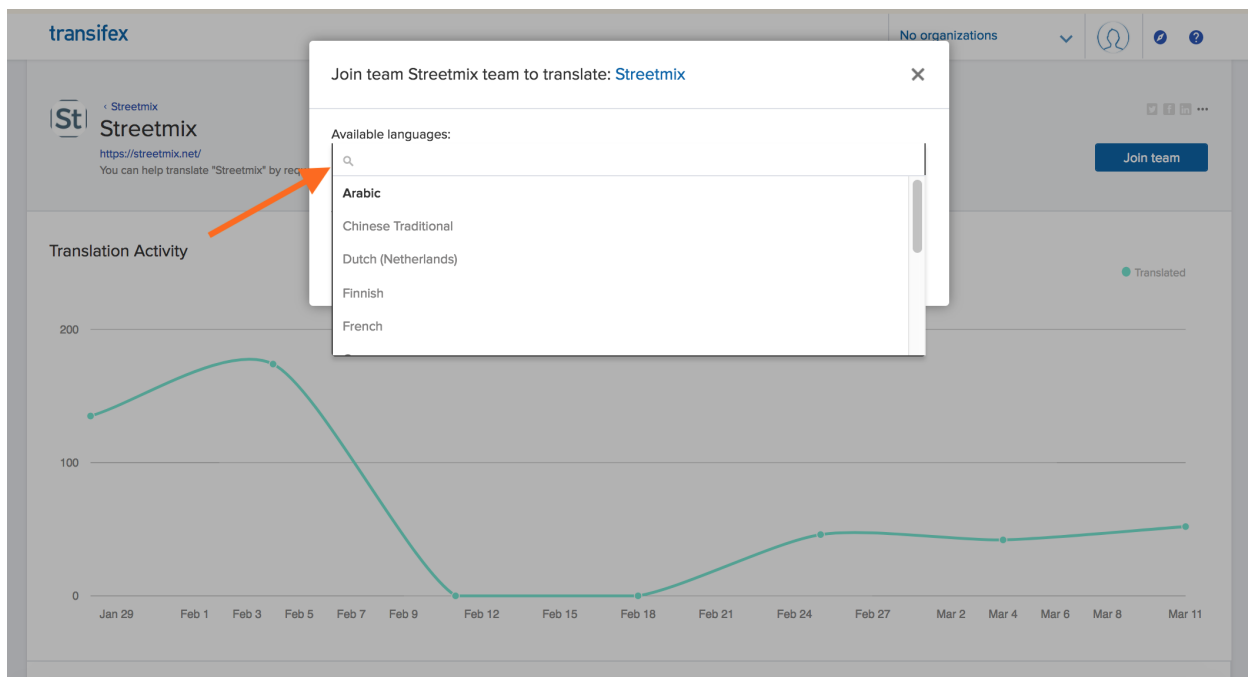 transifex
No organizations
Join team Streetmix team to translate: Streetmix
St
‹ Streetmix
Streetmix
https://streetmix.net/
You can help translate "Streetmix" by req
Join team
Available languages:
Arabic
Chinese Traditional
Dutch (Netherlands)
Finnish
French
Translation Activity
Translated
200
100
0
Jan 29 Feb 1 Feb 3 Feb 5 Feb 7 Feb 9 Feb 12 Feb 15 Feb 18 Feb 21 Feb 24 Feb 27 Mar 2 Mar 4 Mar 6 Mar 8 Mar 11